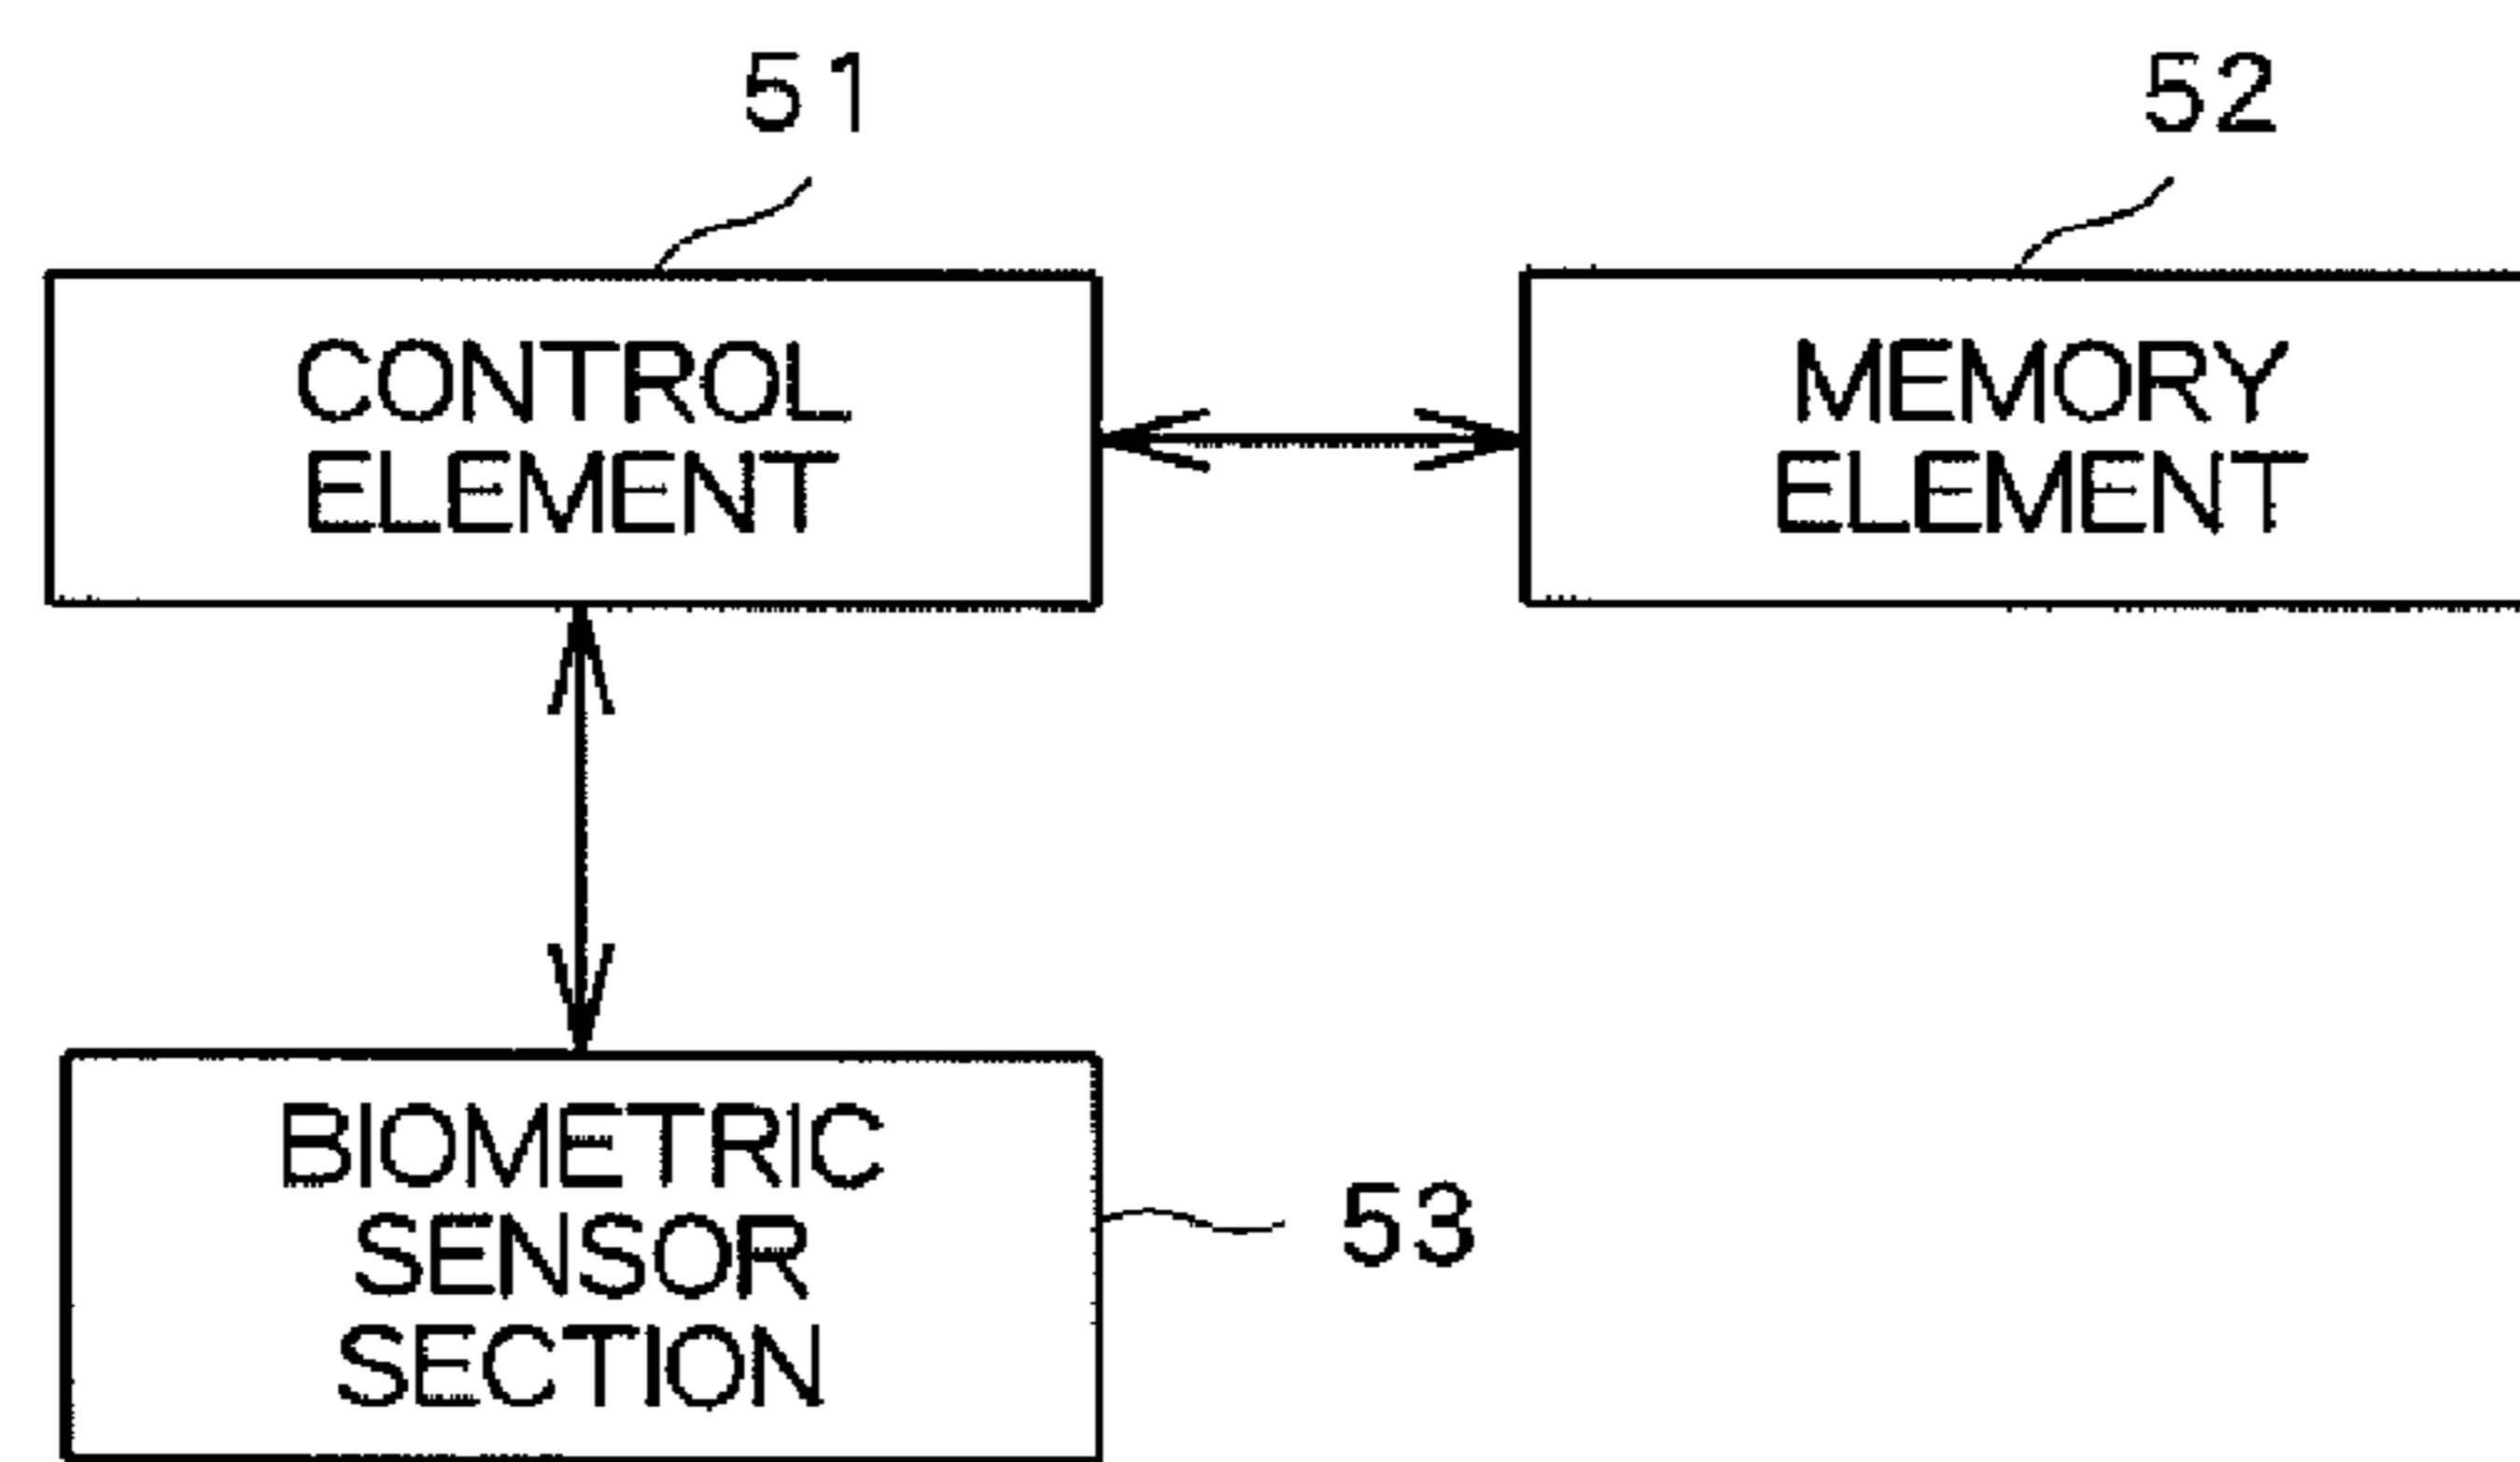 51
52
CONTROL
ELEMENT
MEMORY
ELEMENT
BIOMETRIC
SENSOR
SECTION
53